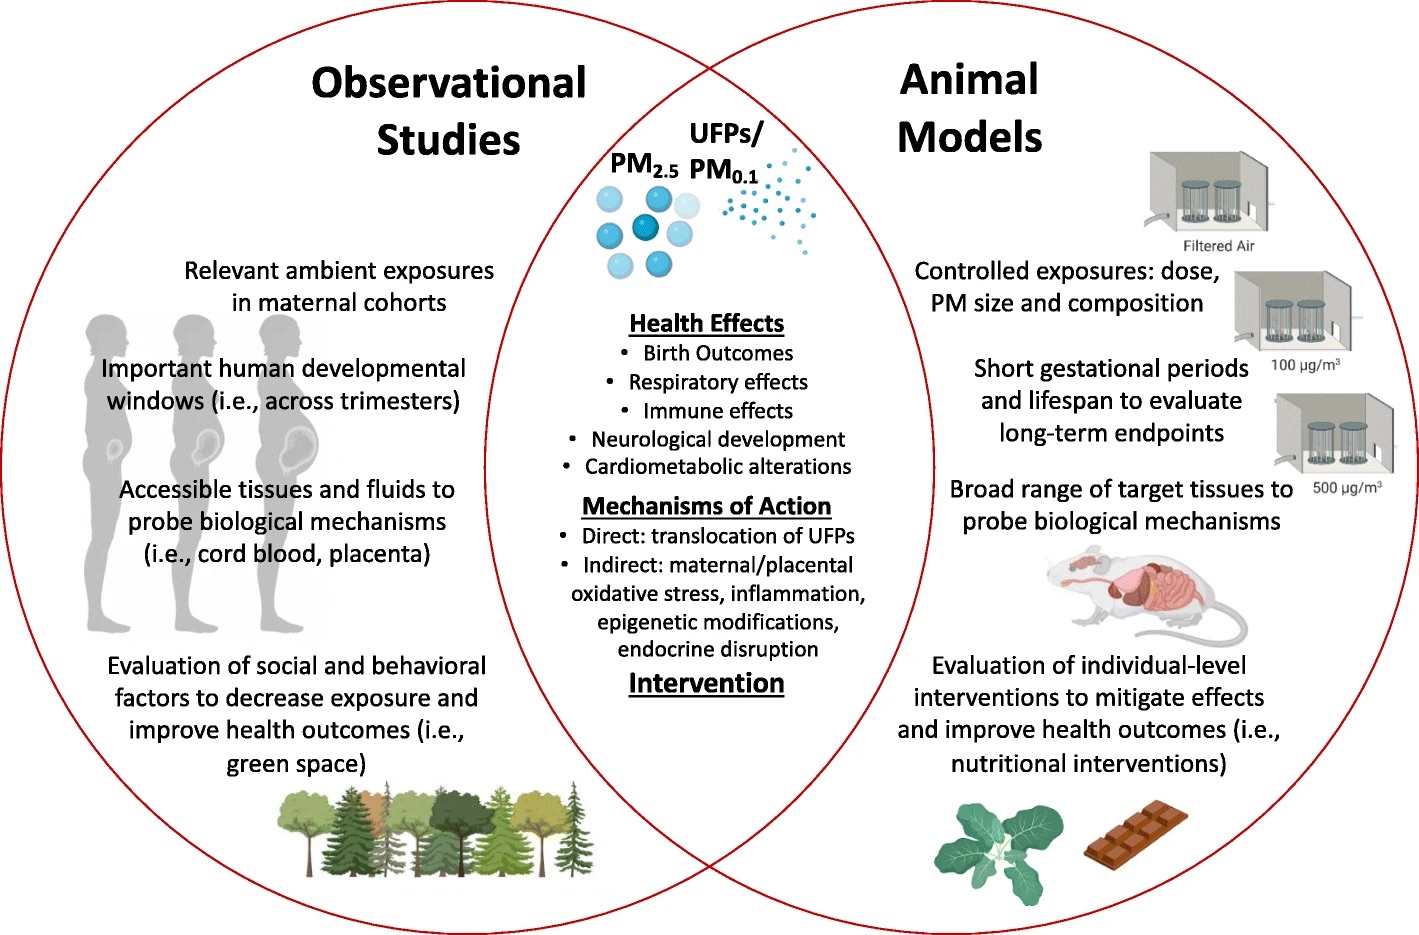 Observational
Studies
Relevant ambient exposures
in maternal cohorts
Important human developmental
windows (i.e., across trimesters)
Accessible tissues and fluids to
probe biological mechanisms
(i.e., cord blood, placenta)
Evaluation of social and behavioral
factors to decrease exposure and
improve health outcomes (i.e.,
green space)
PM2.5
UFPs/
PM0.1
Health Effects
• Birth Outcomes
• Respiratory effects
• Immune effects
• Neurological development
• Cardiometabolic alterations
Mechanisms of Action
• Direct: translocation of UFPs
• Indirect: maternal/placental
oxidative stress, inflammation,
epigenetic modifications,
endocrine disruption
Intervention
Animal
Models
Filtered Air
Controlled exposures: dose,
PM size and composition
100 µg/m³
Short gestational periods
and lifespan to evaluate
long-term endpoints
500 µg/m³
Broad range of target tissues to
probe biological mechanisms
Evaluation of individual-level
interventions to mitigate effects
and improve health outcomes (i.e.,
nutritional interventions)